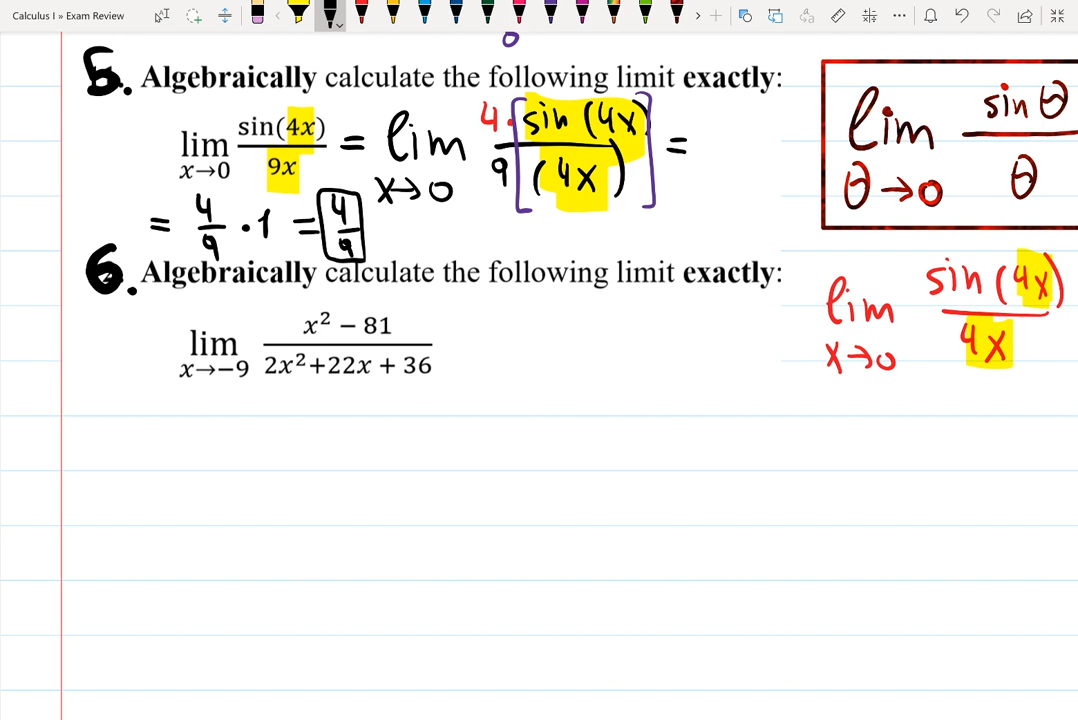 Calculus I » Exam Review
5. Algebraically calculate the following limit exactly:
lim x→0 sin(4x)/9x = lim x→0 4·/9 [sin(4x)/(4x)] =
= 4/9 · 1 = 4/9
lim θ→0 sin θ/θ
6. Algebraically calculate the following limit exactly:
lim x→−9 x² − 81/2x²+22x + 36
lim x→0 sin(4x)/4x